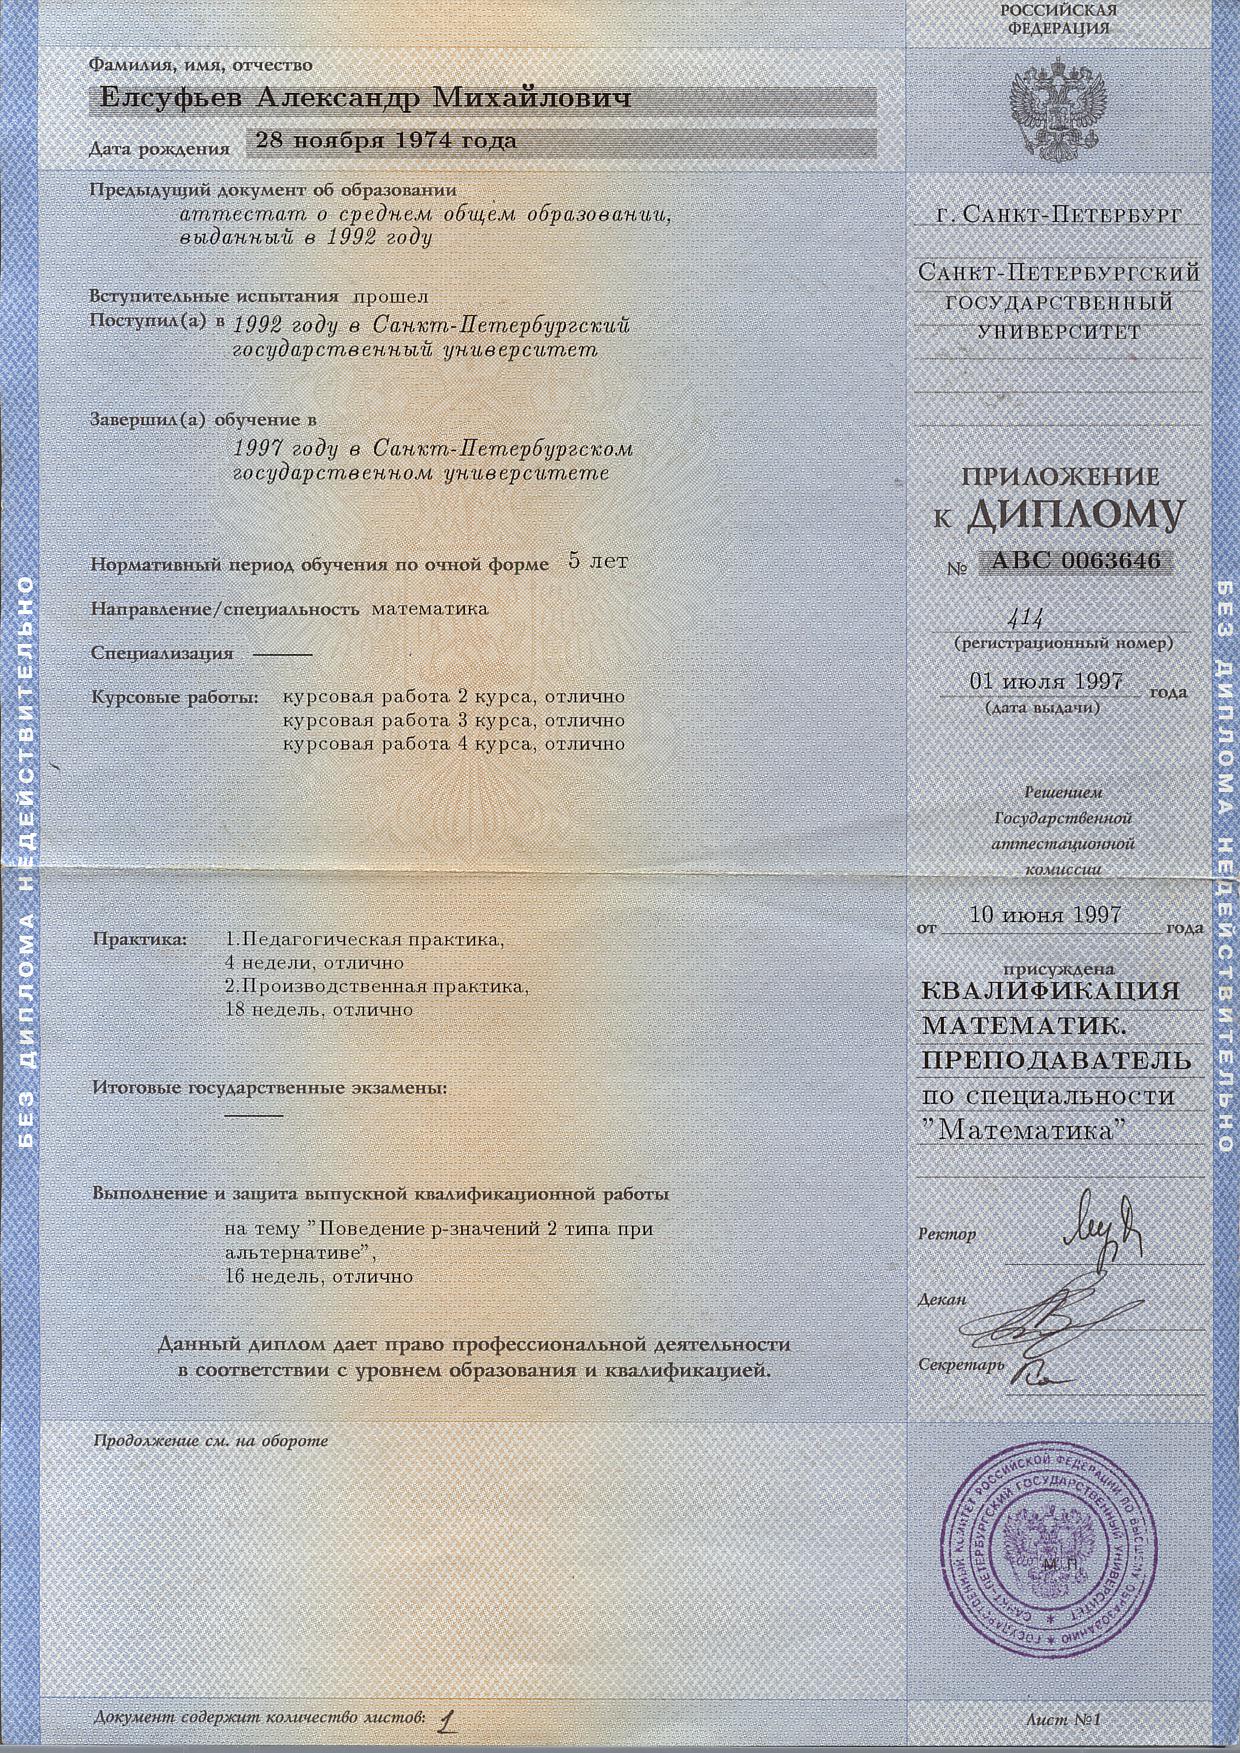 Фамилия, имя, отчество
Елсуфьев Александр Михайлович
Дата рождения 28 ноября 1974 года
Предыдущий документ об образовании
аттестат о среднем общем образовании,
выданный в 1992 году
Вступительные испытания прошел
Поступил(а) в 1992 году в Санкт-Петербургский
государственный университет
Завершил(а) обучение в
1997 году в Санкт-Петербургском
государственном университете
Нормативный период обучения по очной форме 5 лет
Направление/специальность математика
Специализация ———
Курсовые работы: курсовая работа 2 курса, отлично
курсовая работа 3 курса, отлично
курсовая работа 4 курса, отлично
Практика: 1.Педагогическая практика,
4 недели, отлично
2.Производственная практика,
18 недель, отлично
Итоговые государственные экзамены:
———
Выполнение и защита выпускной квалификационной работы
на тему "Поведение p-значений 2 типа при
альтернативе",
16 недель, отлично
Данный диплом дает право профессиональной деятельности
в соответствии с уровнем образования и квалификацией.
Продолжение см. на обороте
Документ содержит количество листов: 1
РОССИЙСКАЯ
ФЕДЕРАЦИЯ
г. Санкт-Петербург
Санкт-Петербургский
государственный
университет
ПРИЛОЖЕНИЕ
к ДИПЛОМУ
№ АВС 0063646
414
(регистрационный номер)
01 июля 1997 года
(дата выдачи)
Решением
Государственной
аттестационной
комиссии
от 10 июня 1997 года
присуждена
КВАЛИФИКАЦИЯ
МАТЕМАТИК.
ПРЕПОДАВАТЕЛЬ
по специальности
"Математика"
Ректор
Декан
Секретарь
ГОСУДАРСТВЕННЫЙ КОМИТЕТ РОССИЙСКОЙ ФЕДЕРАЦИИ ПО ВЫСШЕМУ ОБРАЗОВАНИЮ
САНКТ-ПЕТЕРБУРГСКИЙ ГОСУДАРСТВЕННЫЙ УНИВЕРСИТЕТ
М.П.
Лист №1
БЕЗ ДИПЛОМА НЕДЕЙСТВИТЕЛЬНО
БЕЗ ДИПЛОМА НЕДЕЙСТВИТЕЛЬНО